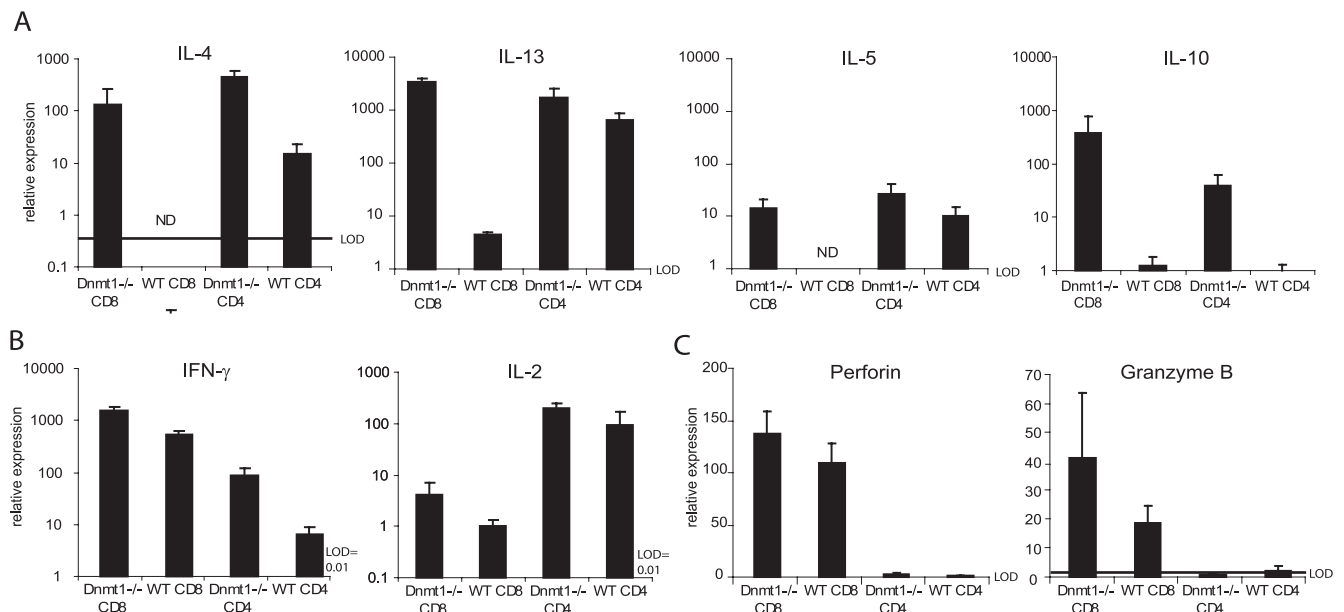 A
IL-4
relative expression
1000
100
10
1
0.1
ND
LOD
Dnmt1-/- WT CD8 Dnmt1-/- WT CD4
CD8 CD4
IL-13
10000
1000
100
10
1
LOD
Dnmt1-/- WT CD8 Dnmt1-/- WT CD4
CD8 CD4
IL-5
10000
1000
100
10
1
ND
LOD
Dnmt1-/- WT CD8 Dnmt1-/- WT CD4
CD8 CD4
IL-10
10000
1000
100
10
1
Dnmt1-/- WT CD8 Dnmt1-/- WT CD4
CD8 CD4
B
IFN-γ
relative expression
10000
1000
100
10
1
LOD=
0.01
Dnmt1-/- WT CD8 Dnmt1-/- WT CD4
CD8 CD4
IL-2
1000
100
10
1
0.1
LOD=
0.01
Dnmt1-/- WT CD8 Dnmt1-/- WT CD4
CD8 CD4
C
Perforin
relative expression
200
150
100
50
0
LOD
Dnmt1-/- WT CD8 Dnmt1-/- WT CD4
CD8 CD4
Granzyme B
70
60
50
40
30
20
10
0
LOD
Dnmt1-/- WT CD8 Dnmt1-/- WT CD4
CD8 CD4